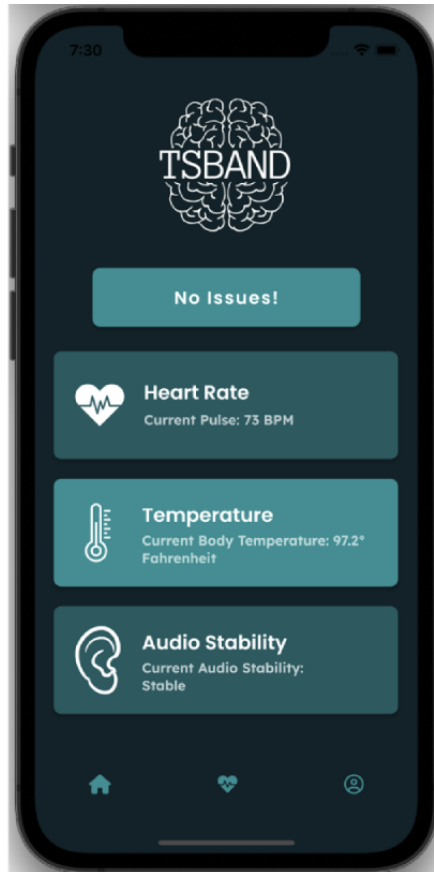 7:30
TSBAND
No Issues!
Heart Rate
Current Pulse: 73 BPM
Temperature
Current Body Temperature: 97.2°
Fahrenheit
Audio Stability
Current Audio Stability:
Stable